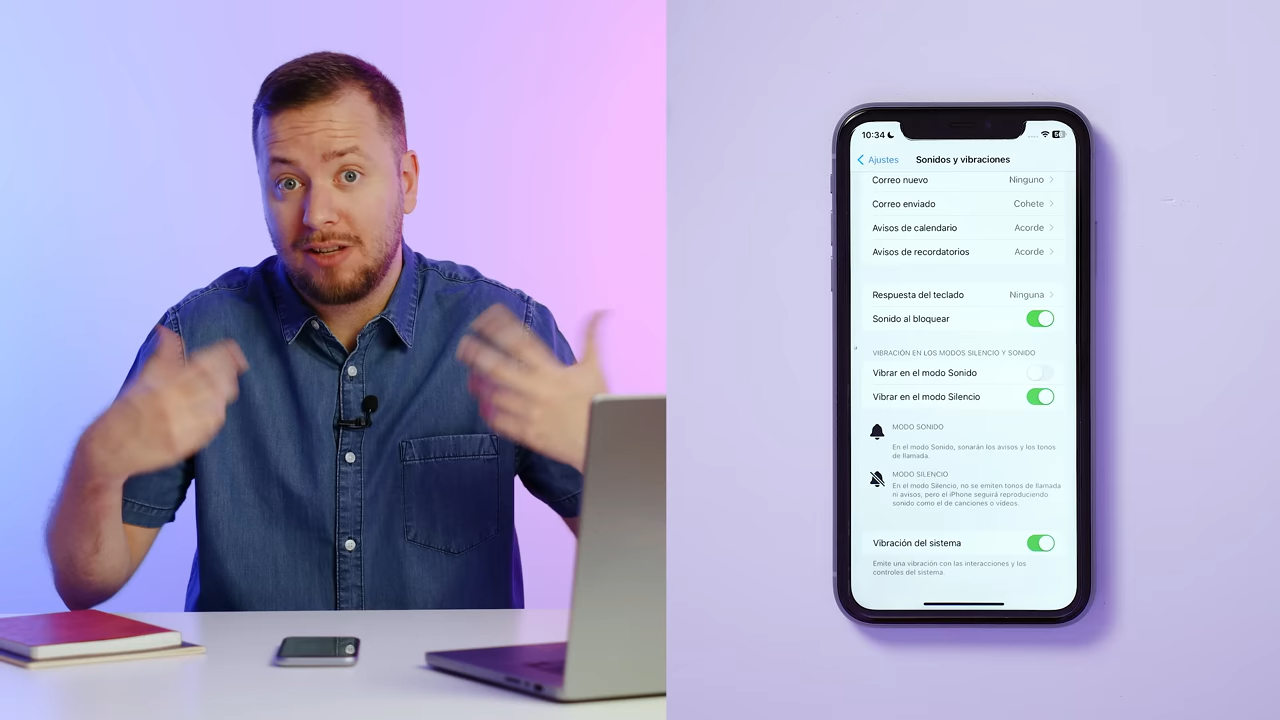 10:34
Ajustes
Sonidos y vibraciones
Correo nuevo Ninguno
Correo enviado Cohete
Avisos de calendario Acorde
Avisos de recordatorios Acorde
Respuesta del teclado Ninguna
Sonido al bloquear
VIBRACIÓN EN LOS MODOS SILENCIO Y SONIDO
Vibrar en el modo Sonido
Vibrar en el modo Silencio
MODO SONIDO
En el modo Sonido, sonarán los avisos y los tonos
de llamada.
MODO SILENCIO
En el modo Silencio, no se emiten tonos de llamada
ni avisos, pero el iPhone seguirá reproduciendo
sonido como el de canciones o vídeos.
Vibración del sistema
Emite una vibración con las interacciones y los
controles del sistema.